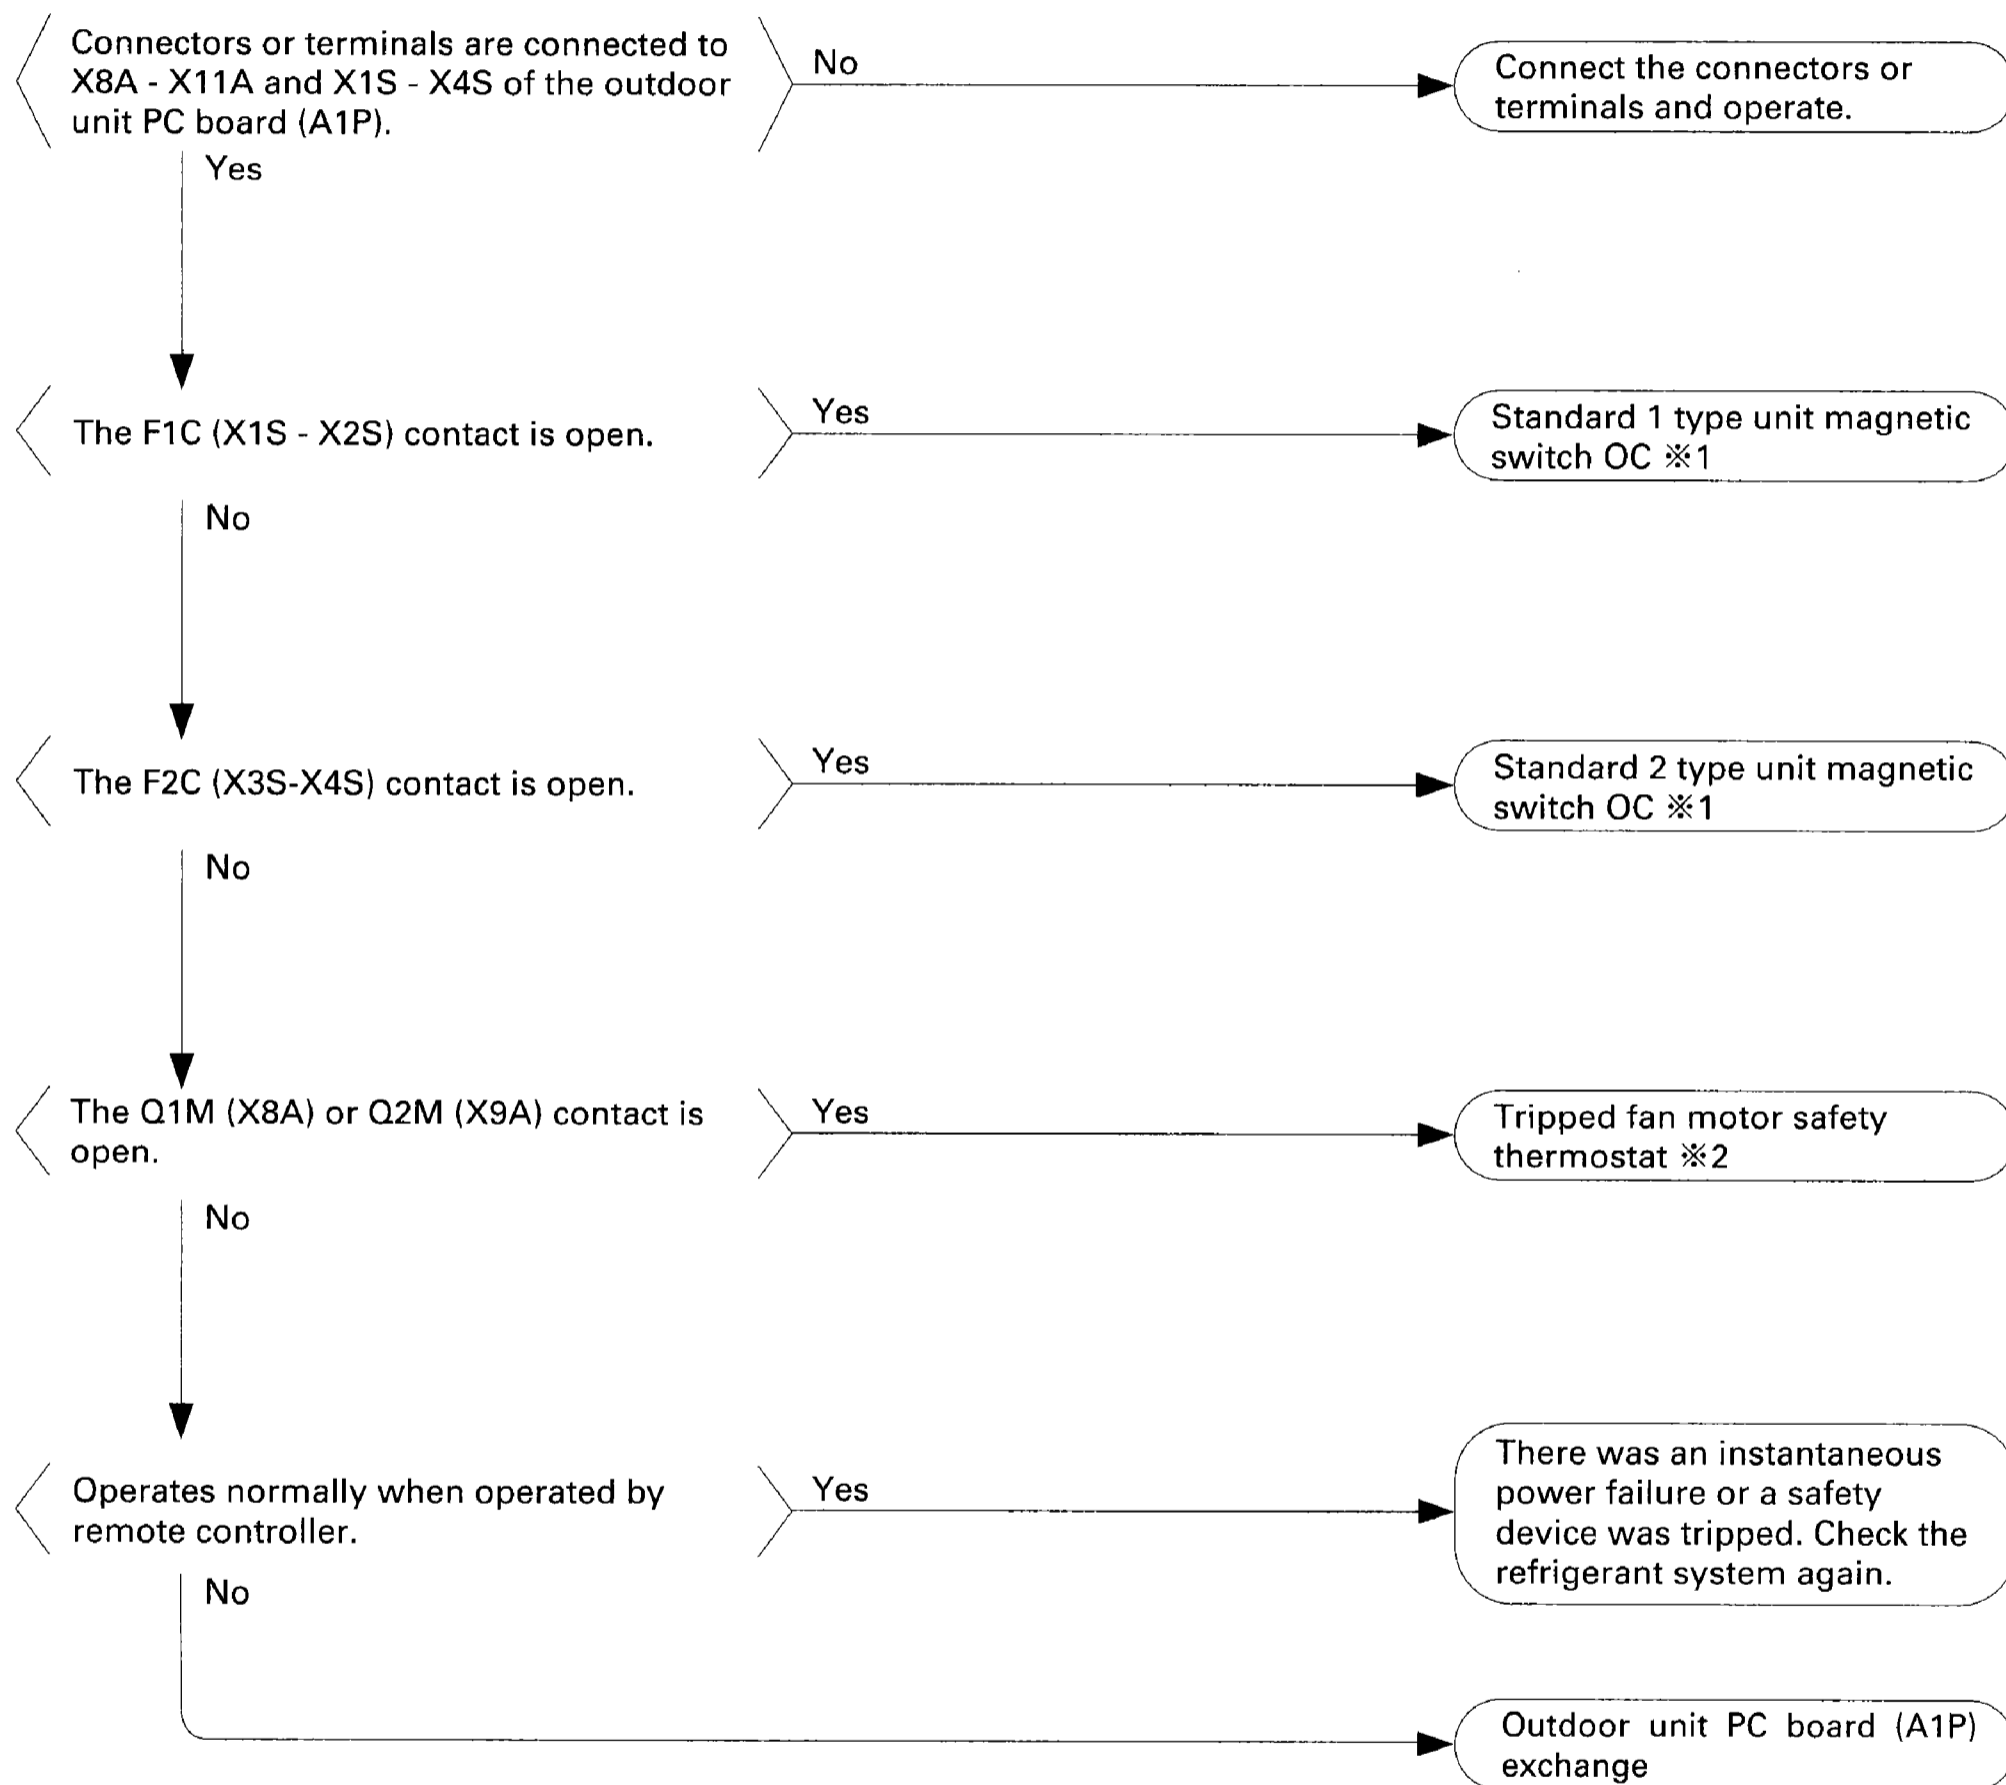 Connectors or terminals are connected to
X8A - X11A and X1S - X4S of the outdoor
unit PC board (A1P).
No
Connect the connectors or
terminals and operate.
Yes
The F1C (X1S - X2S) contact is open.
Yes
Standard 1 type unit magnetic
switch OC ※1
No
The F2C (X3S-X4S) contact is open.
Yes
Standard 2 type unit magnetic
switch OC ※1
No
The Q1M (X8A) or Q2M (X9A) contact is
open.
Yes
Tripped fan motor safety
thermostat ※2
No
Operates normally when operated by
remote controller.
Yes
There was an instantaneous
power failure or a safety
device was tripped. Check the
refrigerant system again.
No
Outdoor unit PC board (A1P)
exchange